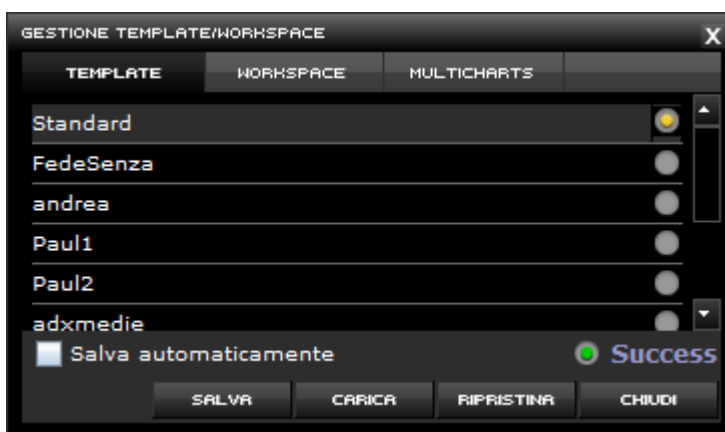 GESTIONE TEMPLATE/WORKSPACE X
TEMPLATE WORKSPACE MULTICHARTS
Standard
FedeSenza
andrea
Paul1
Paul2
adxmedie
Salva automaticamente Success
SALVA CARICA RIPRISTINA CHIUDI